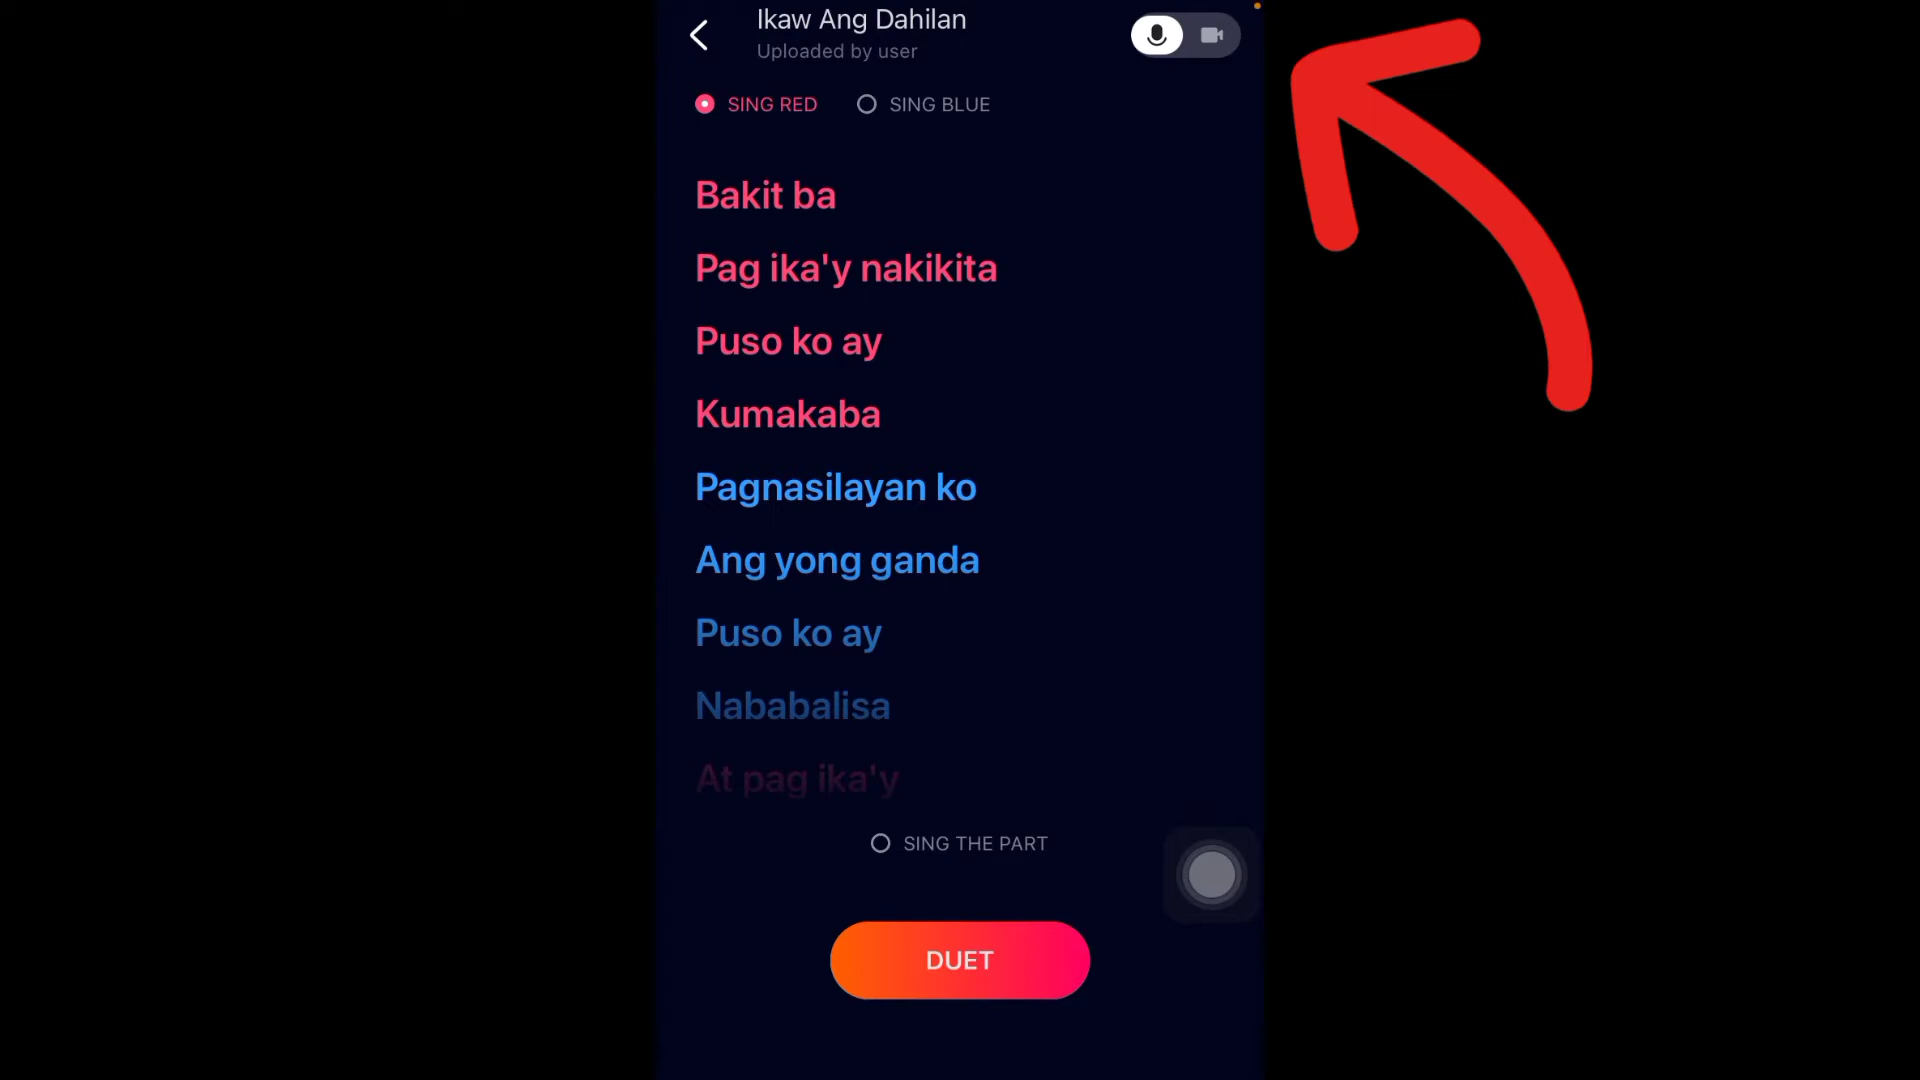 Ikaw Ang Dahilan
Uploaded by user
SING RED
SING BLUE
Bakit ba
Pag ika'y nakikita
Puso ko ay
Kumakaba
Pagnasilayan ko
Ang yong ganda
Puso ko ay
Nababalisa
At pag ika'y
SING THE PART
DUET